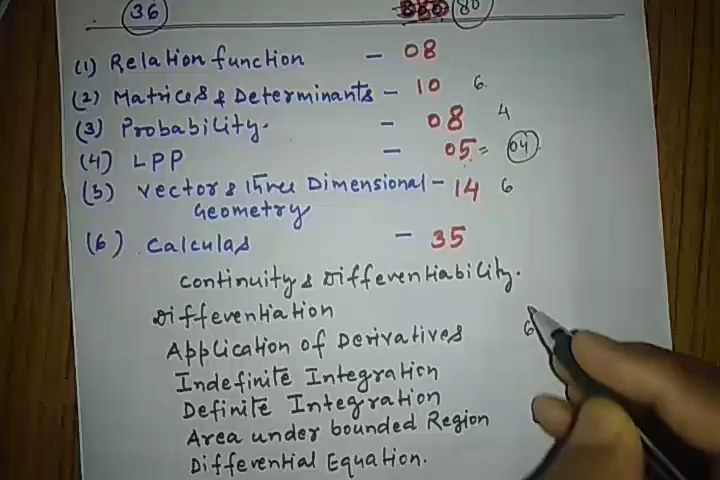 36 80
(1) Relation function - 08
(2) Matrices & Determinants - 10 6
(3) Probability. - 08 4
(4) LPP - 05 = 04
(5) Vector & Three Dimensional - 14 6
Geometry
(6) Calculas - 35
Continuity & Differentiability.
Differentiation
Application of Derivatives 6
Indefinite Integration
Definite Integration
Area under bounded Region
Differential Equation.